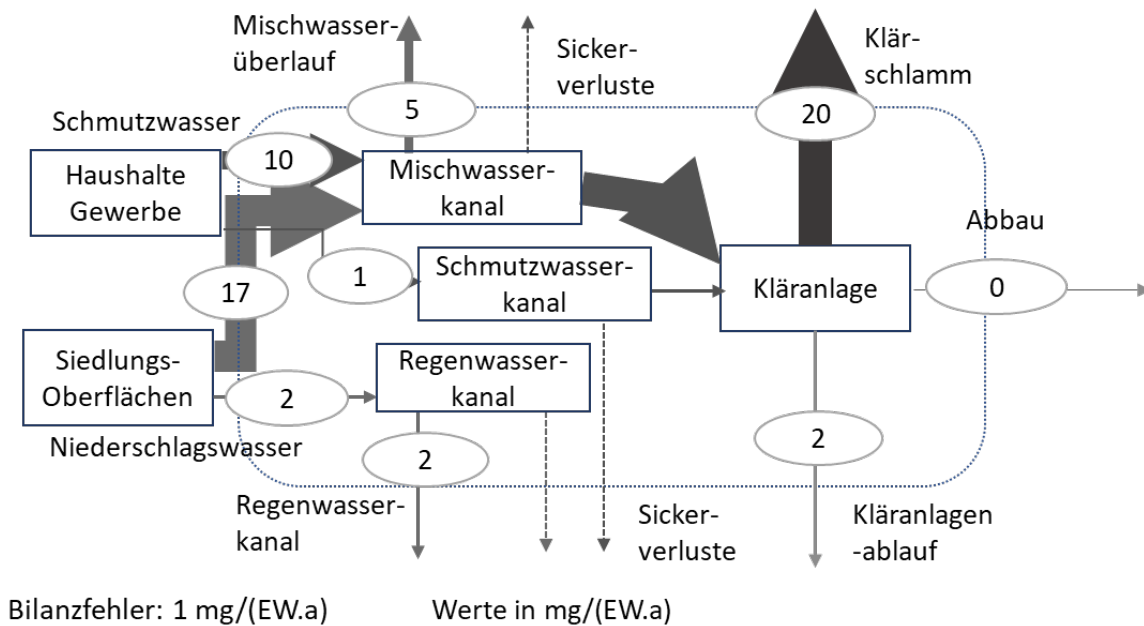 Mischwasser-
überlauf
Sicker-
verluste
Klär-
schlamm
5
20
Schmutzwasser
10
Haushalte
Gewerbe
Mischwasser-
kanal
Abbau
17
1
Schmutzwasser-
kanal
Kläranlage
0
Siedlungs-
Oberflächen
2
Regenwasser-
kanal
Niederschlagswasser
2
2
Regenwasser-
kanal
Sicker-
verluste
Kläranlagen
-ablauf
Bilanzfehler: 1 mg/(EW.a)
Werte in mg/(EW.a)